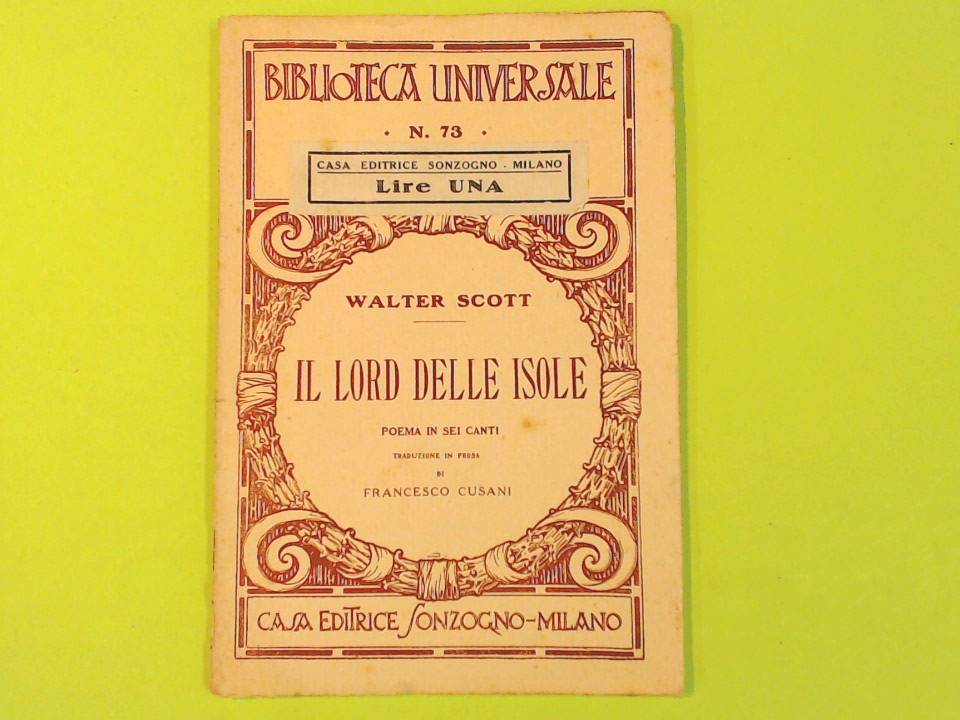 BIBLIOTECA UNIVERSALE
• N. 73 •
CASA EDITRICE SONZOGNO - MILANO
Lire UNA
WALTER SCOTT
IL LORD DELLE ISOLE
POEMA IN SEI CANTI
TRADUZIONE IN PROSA
DI
FRANCESCO CUSANI
CASA EDITRICE SONZOGNO-MILANO